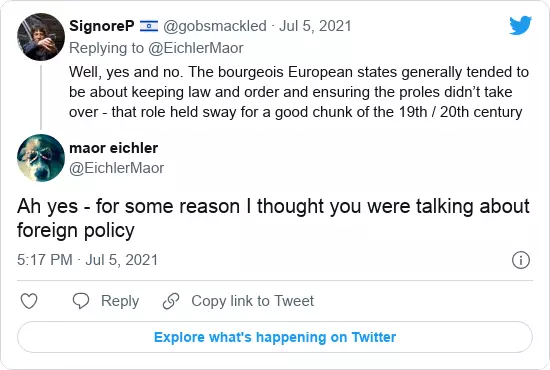 SignoreP 🇮🇱 @gobsmackled · Jul 5, 2021
Replying to @EichlerMaor
Well, yes and no. The bourgeois European states generally tended to
be about keeping law and order and ensuring the proles didn’t take
over - that role held sway for a good chunk of the 19th / 20th century
maor eichler
@EichlerMaor
Ah yes - for some reason I thought you were talking about
foreign policy
5:17 PM · Jul 5, 2021
Reply
Copy link to Tweet
Explore what's happening on Twitter